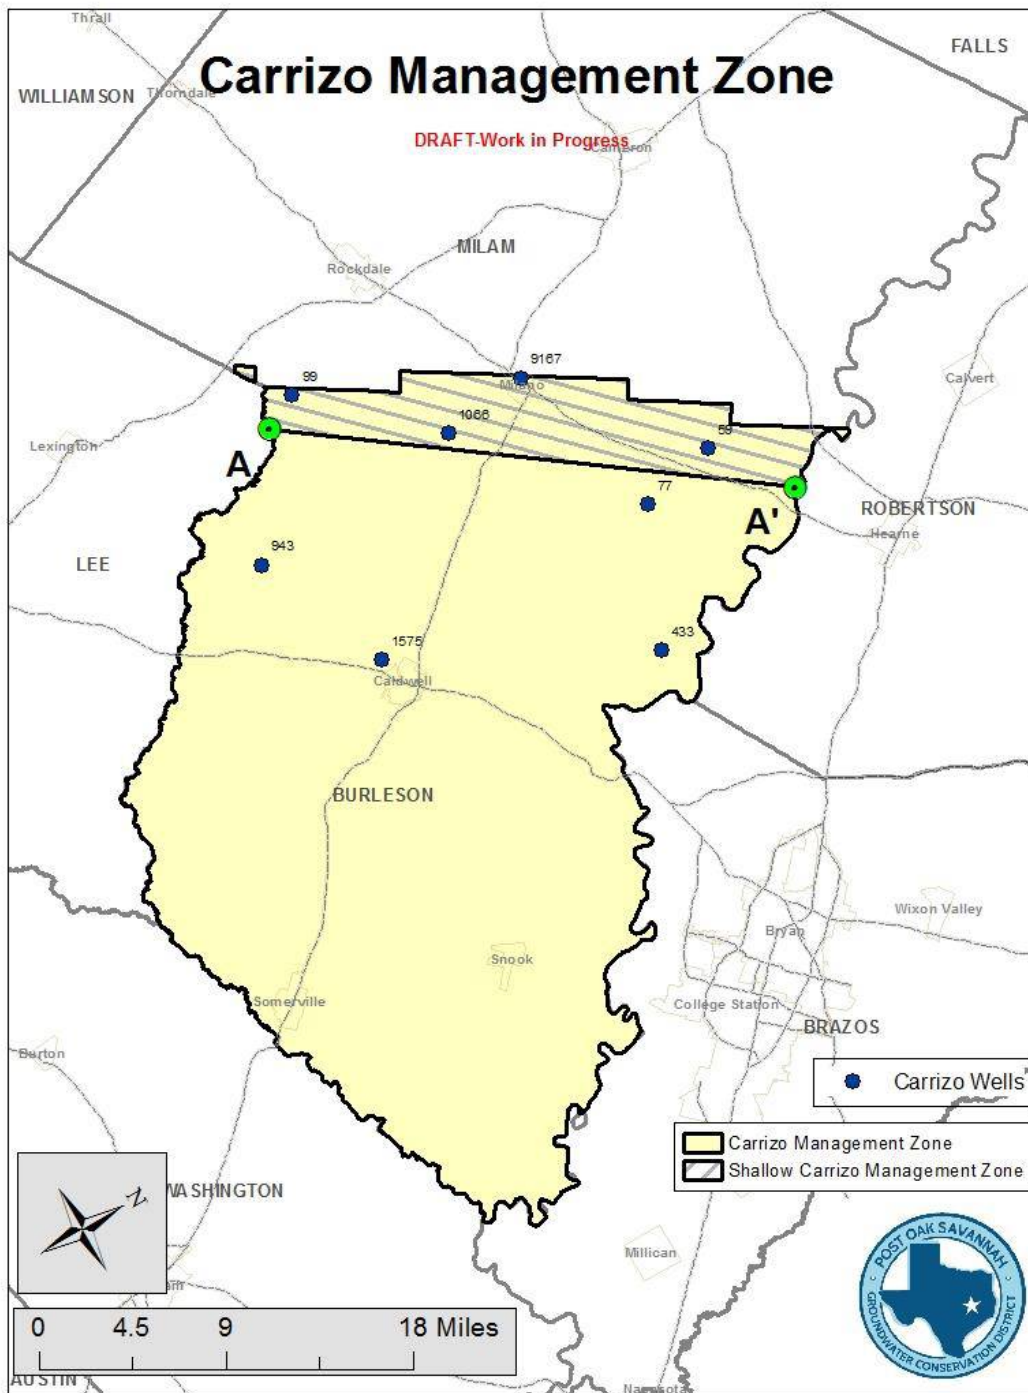 Thrall
FALLS
Carrizo Management Zone
WILLIAMSON
Thorndale
DRAFT-Work in Progress
Cameron
MILAM
Rockdale
9167
99
Milano
Calvert
1066
59
Lexington
A
77
A'
ROBERTSON
Hearne
943
LEE
1575
433
Caldwell
BURLESON
Wixon Valley
Bryan
Snook
Somerville
College Station
BRAZOS
Burton
Carrizo Wells
Carrizo Management Zone
Shallow Carrizo Management Zone
WASHINGTON
N
POST OAK SAVANNAH
GROUNDWATER CONSERVATION DISTRICT
Millican
0 4.5 9 18 Miles
AUSTIN
Navasota